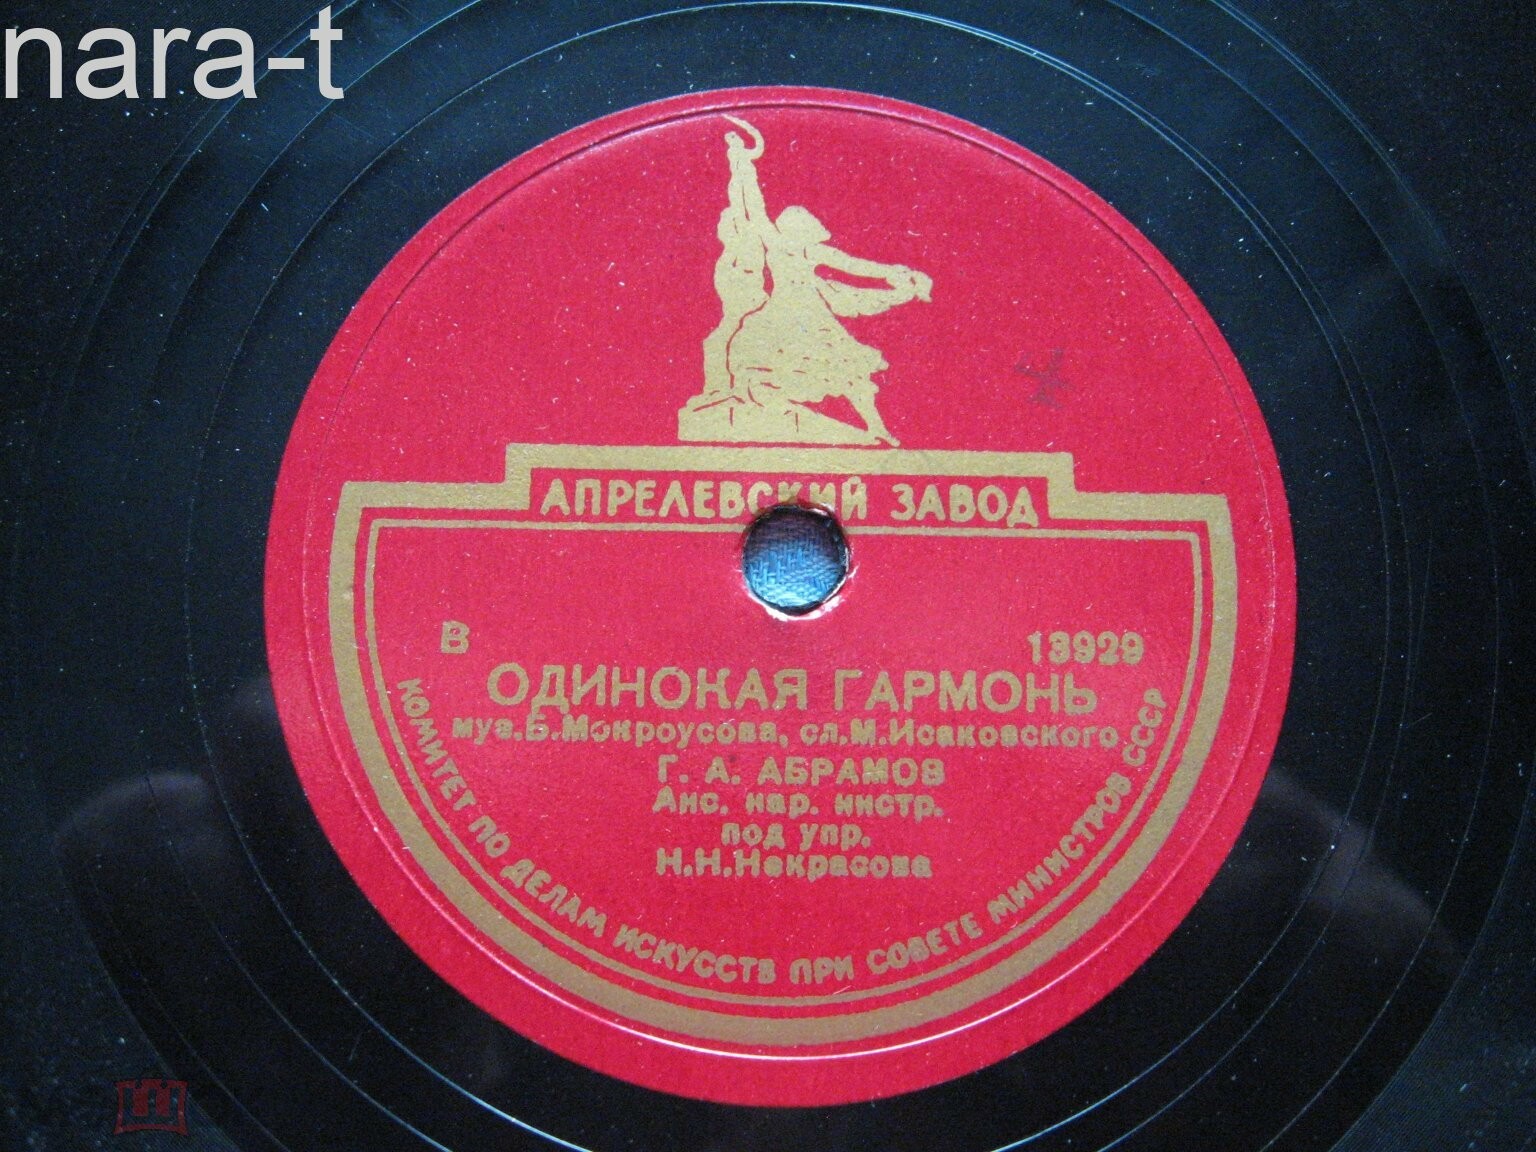 nara-t
АПРЕЛЕВСКИЙ ЗАВОД
В 13929
ОДИНОКАЯ ГАРМОНЬ
муз.Б.Мокроусова, сл.М.Исаковского
Г. А. АБРАМОВ
Анс. нар. инстр.
под упр.
Н.Н.Некрасова
КОМИТЕТ ПО ДЕЛАМ ИСКУССТВ ПРИ СОВЕТЕ МИНИСТРОВ СССР